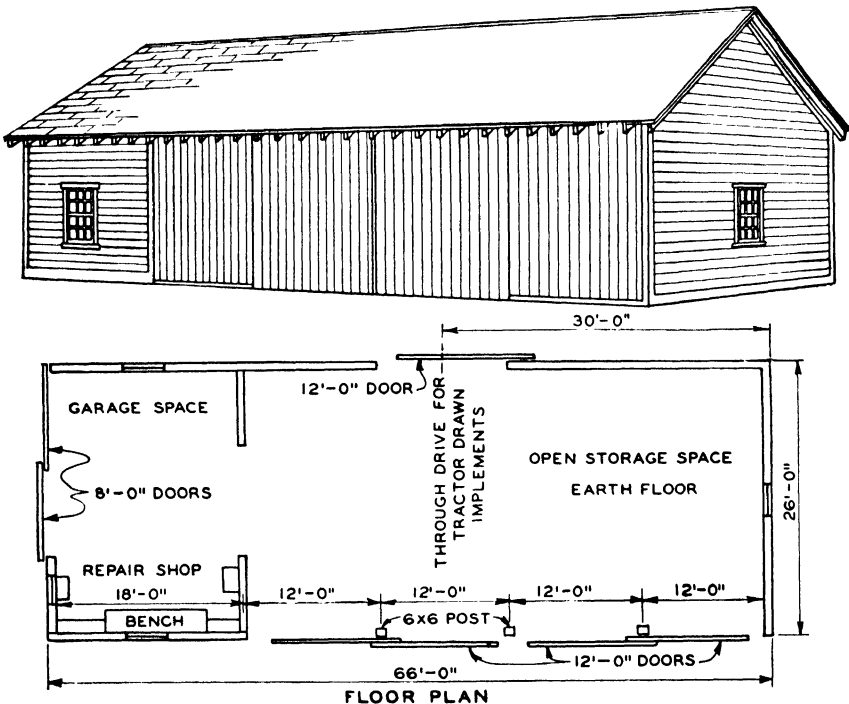 30'-0"
12'-0" DOOR
GARAGE SPACE
THROUGH DRIVE FOR
TRACTOR DRAWN
IMPLEMENTS
OPEN STORAGE SPACE
EARTH FLOOR
26'-0"
8'-0" DOORS
REPAIR SHOP
18'-0"
12'-0"
12'-0"
12'-0"
12'-0"
BENCH
6X6 POST
12'-0" DOORS
66'-0"
FLOOR PLAN